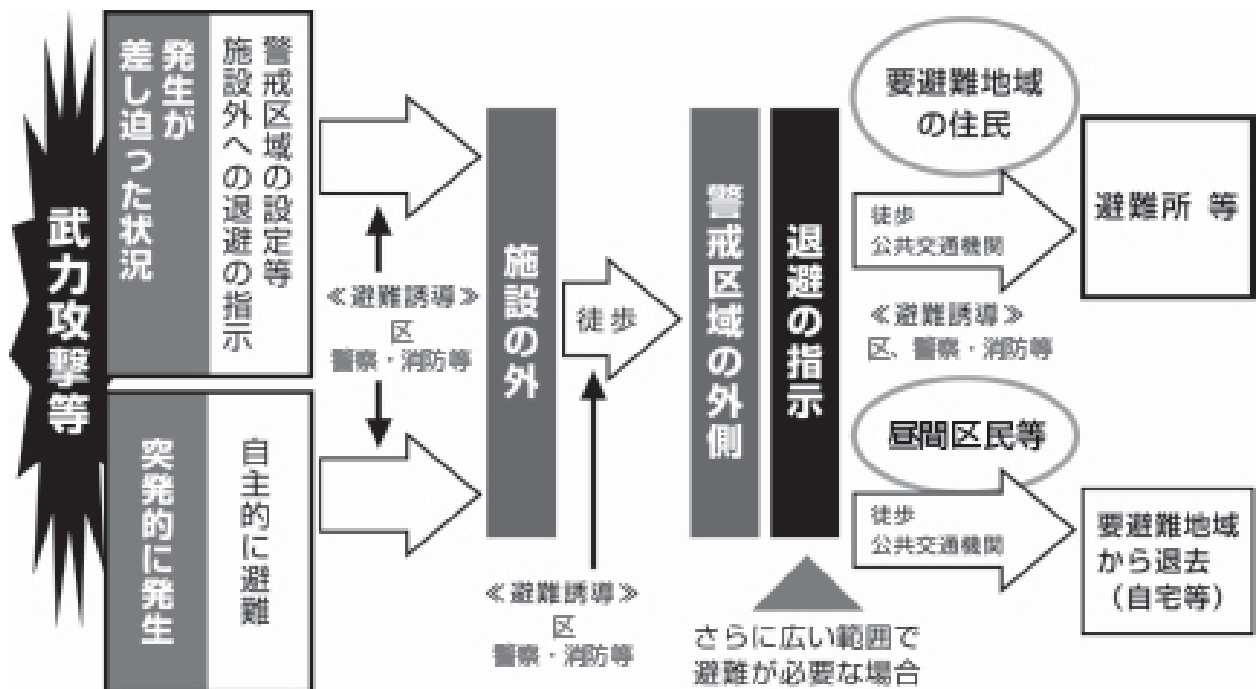 武力攻撃等
発生が
差し迫った状況
警戒区域の設定等
施設外への退避の指示
突発的に発生
自主的に避難
≪避難誘導≫
区
警察・消防等
施設の外
徒歩
≪避難誘導≫
区
警察・消防等
警戒区域の外側
退避の指示
さらに広い範囲で
避難が必要な場合
要避難地域
の住民
徒歩
公共交通機関
≪避難誘導≫
区、警察・消防等
避難所 等
昼間区民等
徒歩
公共交通機関
要避難地域
から退去
（自宅等）